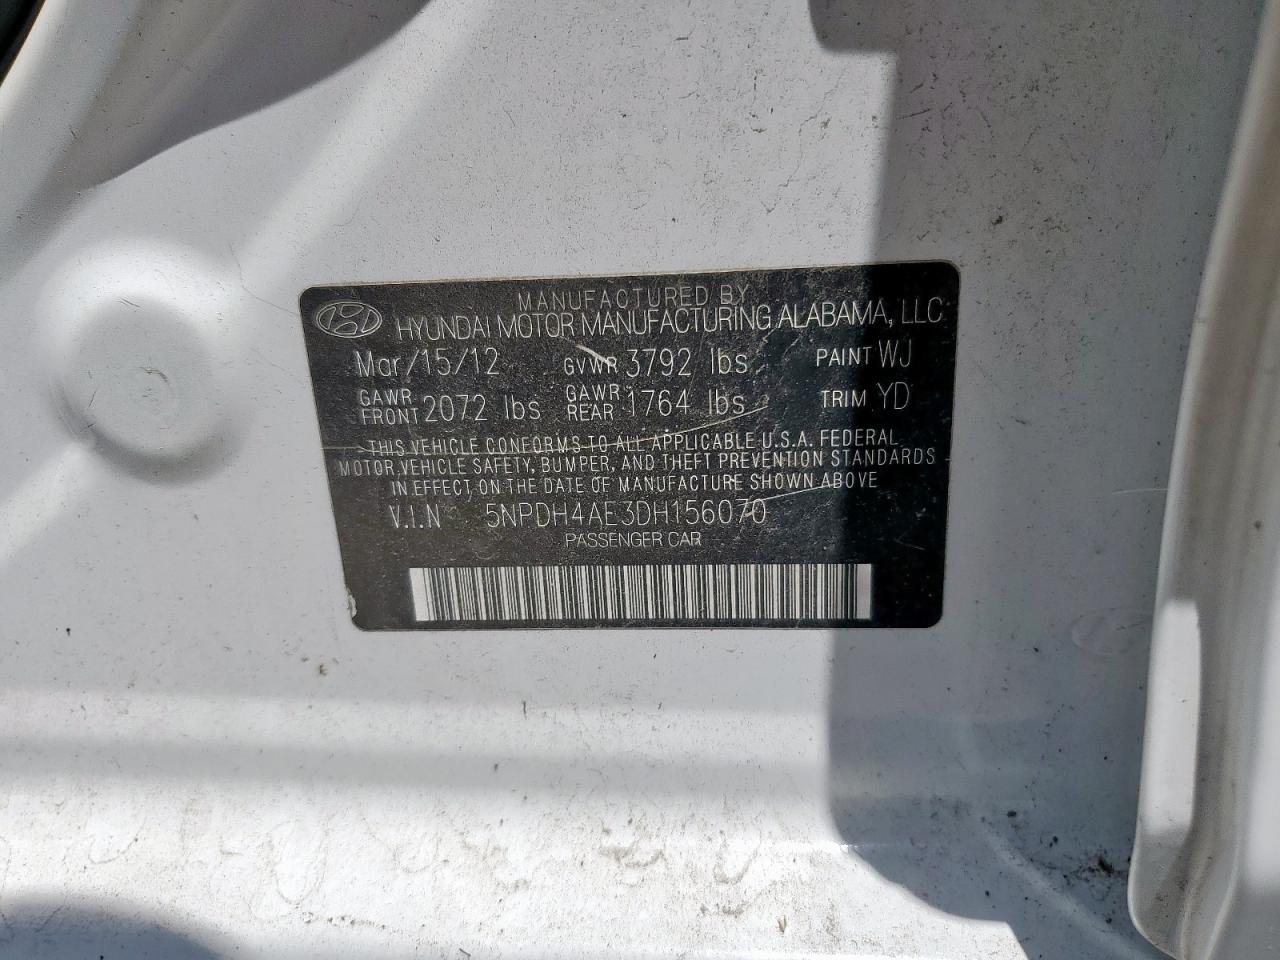 MANUFACTURED BY
HYUNDAI MOTOR MANUFACTURING ALABAMA, LLC
Mar/15/12 GVWR 3792 lbs PAINT WJ
GAWR FRONT 2072 lbs GAWR REAR 1764 lbs TRIM YD
THIS VEHICLE CONFORMS TO ALL APPLICABLE U.S.A. FEDERAL
MOTOR VEHICLE SAFETY, BUMPER, AND THEFT PREVENTION STANDARDS
IN EFFECT ON THE DATE OF MANUFACTURE SHOWN ABOVE
V.I.N 5NPDH4AE3DH156070
PASSENGER CAR